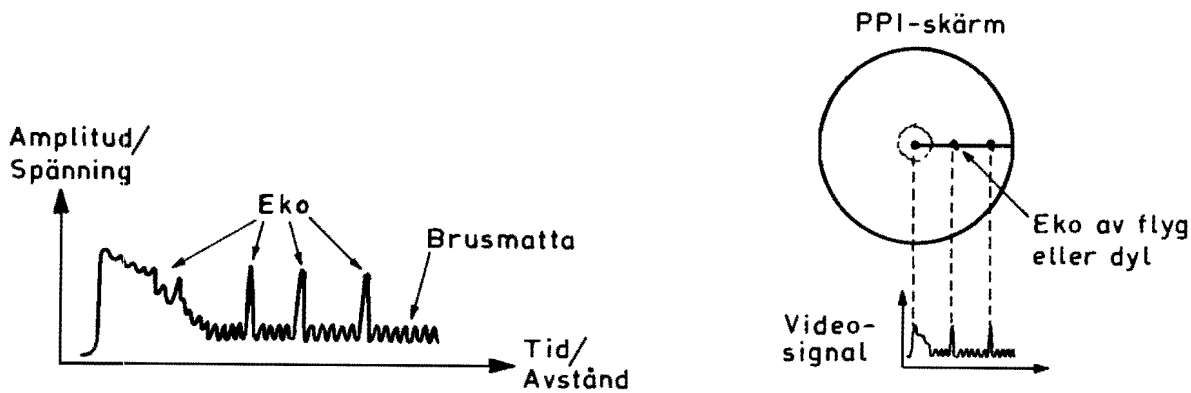 Amplitud/
Spänning
Eko
Brusmatta
Tid/
Avstånd
PPI-skärm
Eko av flyg
eller dyl
Video-
signal